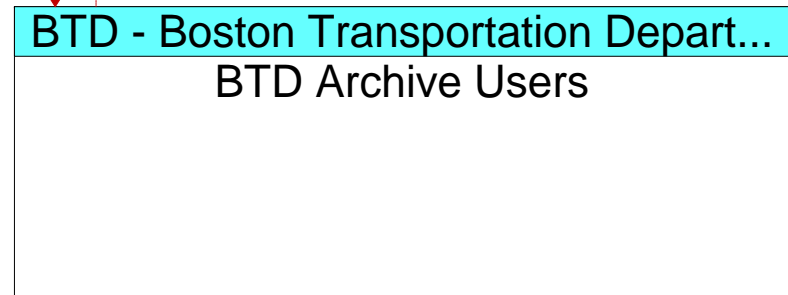 BTD - Boston Transportation Depart...
BTD Archive Users